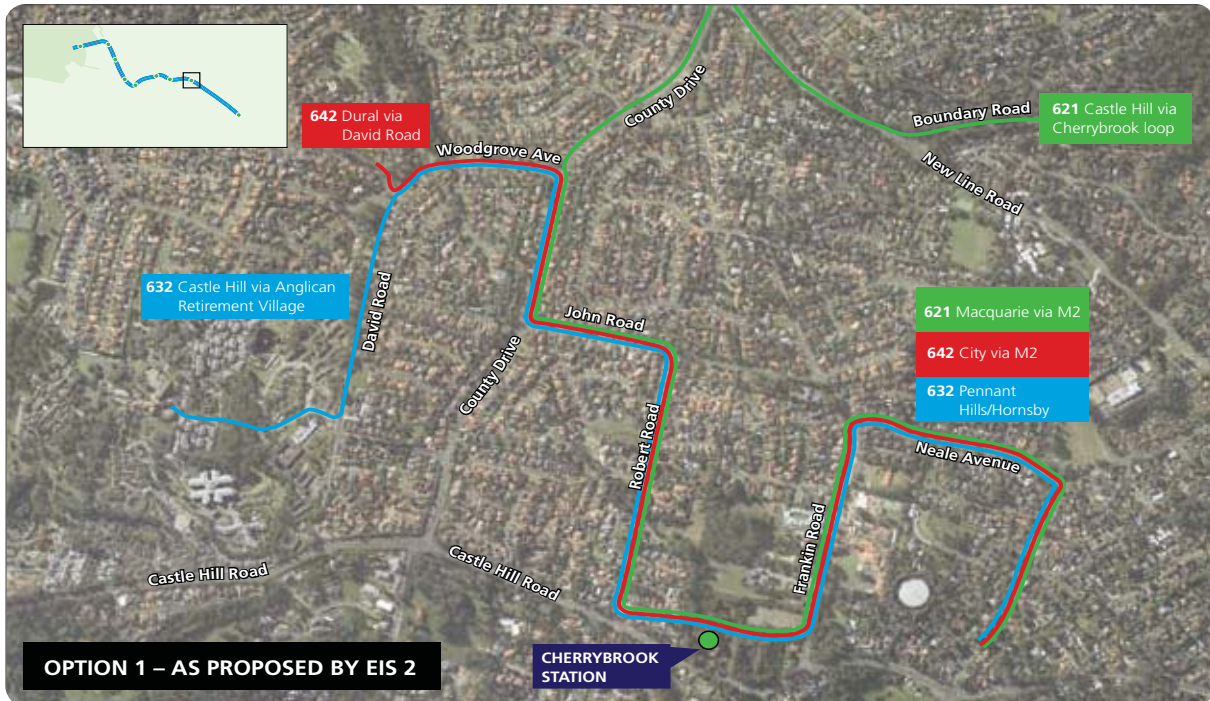 642 Dural via
David Road
Woodgrove Ave
County Drive
Boundary Road
621 Castle Hill via
Cherrybrook loop
New Line Road
632 Castle Hill via Anglican
Retirement Village
David Road
John Road
County Drive
621 Macquarie via M2
642 City via M2
632 Pennant
Hills/Hornsby
Robert Road
Neale Avenue
Frankin Road
Castle Hill Road
Castle Hill Road
CHERRYBROOK
STATION
OPTION 1 – AS PROPOSED BY EIS 2